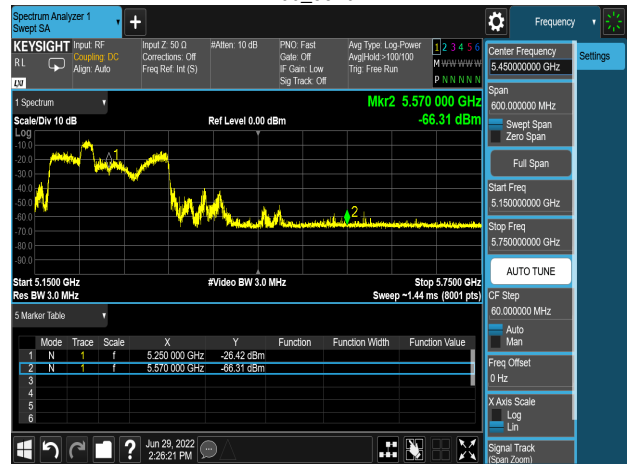 Spectrum Analyzer 1
Swept SA
Frequency
KEYSIGHT
R L
LXI
Input: RF
Coupling: DC
Align: Auto
Input Z: 50 Ω
Corrections: Off
Freq Ref: Int (S)
#Atten: 10 dB
PNO: Fast
Gate: Off
IF Gain: Low
Sig Track: Off
Avg Type: Log-Power
Avg|Hold:>100/100
Trig: Free Run
1 2 3 4 5 6
M W W W W W
P N N N N N
Center Frequency
5.450000000 GHz
Settings
1 Spectrum
Mkr2 5.570 000 GHz
Scale/Div 10 dB
Ref Level 0.00 dBm
-66.31 dBm
Log
-10.0
-20.0
-30.0
-40.0
-50.0
-60.0
-70.0
-80.0
-90.0
1
2
Start 5.1500 GHz
#Video BW 3.0 MHz
Stop 5.7500 GHz
Res BW 3.0 MHz
Sweep ~1.44 ms (8001 pts)
Span
600.000000 MHz
Swept Span
Zero Span
Full Span
Start Freq
5.150000000 GHz
Stop Freq
5.750000000 GHz
AUTO TUNE
CF Step
60.000000 MHz
Auto
Man
Freq Offset
0 Hz
X Axis Scale
Log
Lin
Signal Track
(Span Zoom)
5 Marker Table
Mode Trace Scale X Y Function Function Width Function Value
1 N 1 f 5.250 000 GHz -26.42 dBm
2 N 1 f 5.570 000 GHz -66.31 dBm
3
4
5
6
?
Jun 29, 2022
2:26:21 PM